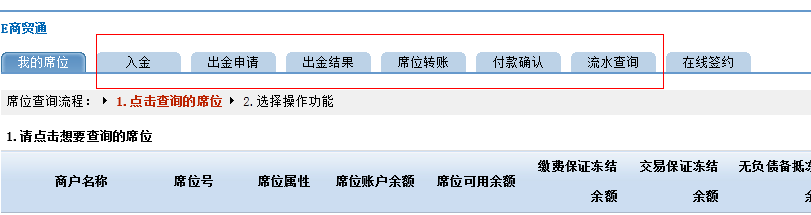 E商贸通
我的席位 入金 出金申请 出金结果 席位转账 付款确认 流水查询 在线签约
席位查询流程： 1.点击查询的席位 2.选择操作功能
1.请点击想要查询的席位
商户名称 席位号 席位属性 席位账户余额 席位可用余额 缴费保证冻结余额 交易保证冻结余额 无负债备抵